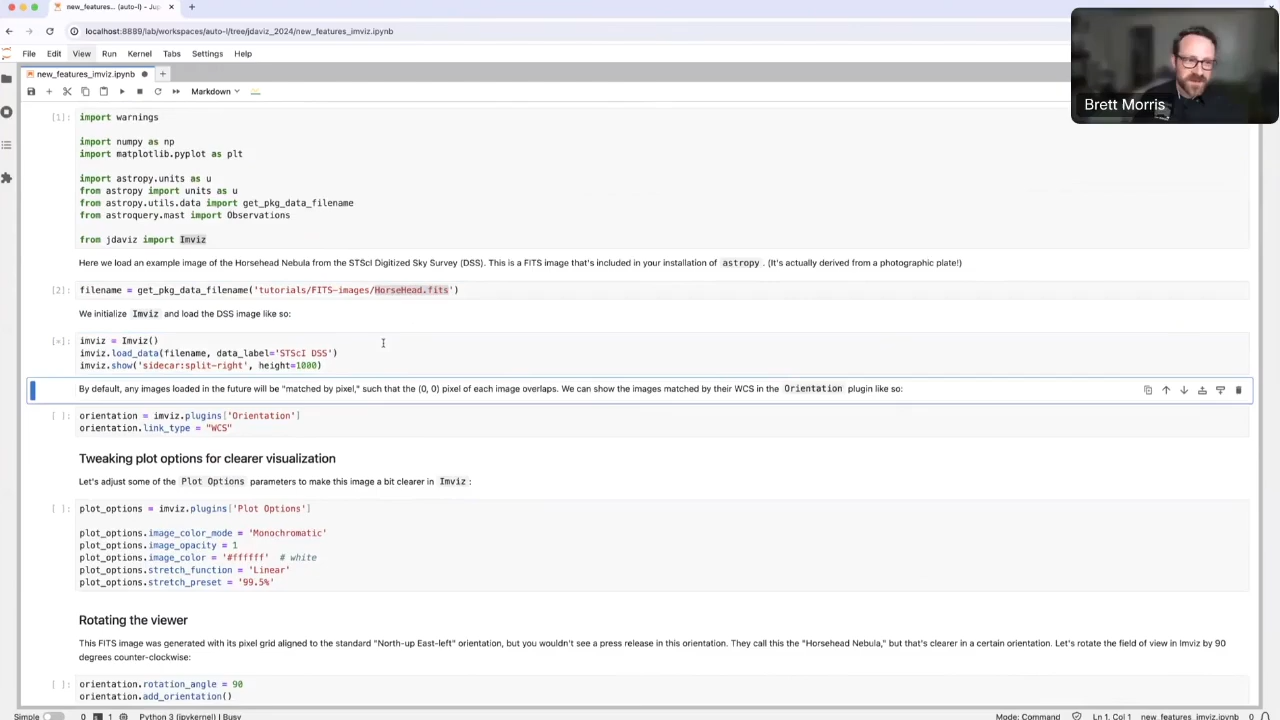 new_features... (auto-l) - Jup
localhost:8889/lab/workspaces/auto-l/tree/jdaviz_2024/new_features_imviz.ipynb
File Edit View Run Kernel Tabs Settings Help
Brett Morris
new_features_imviz.ipynb
Markdown
[1]: import warnings
import numpy as np
import matplotlib.pyplot as plt
import astropy.units as u
from astropy import units as u
from astropy.utils.data import get_pkg_data_filename
from astroquery.mast import Observations
from jdaviz import Imviz
Here we load an example image of the Horsehead Nebula from the STScI Digitized Sky Survey (DSS). This is a FITS image that's included in your installation of astropy. (It's actually derived from a photographic plate!)
[2]: filename = get_pkg_data_filename('tutorials/FITS-images/HorseHead.fits')
We initialize Imviz and load the DSS image like so:
[*]: imviz = Imviz()
imviz.load_data(filename, data_label='STScI DSS')
imviz.show('sidecar:split-right', height=1000)
By default, any images loaded in the future will be "matched by pixel," such that the (0, 0) pixel of each image overlaps. We can show the images matched by their WCS in the Orientation plugin like so:
[ ]: orientation = imviz.plugins['Orientation']
orientation.link_type = "WCS"
Tweaking plot options for clearer visualization
Let's adjust some of the Plot Options parameters to make this image a bit clearer in Imviz:
[ ]: plot_options = imviz.plugins['Plot Options']
plot_options.image_color_mode = 'Monochromatic'
plot_options.image_opacity = 1
plot_options.image_color = '#ffffff' # white
plot_options.stretch_function = 'Linear'
plot_options.stretch_preset = '99.5%'
Rotating the viewer
This FITS image was generated with its pixel grid aligned to the standard "North-up East-left" orientation, but you wouldn't see a press release in this orientation. They call this the "Horsehead Nebula," but that's clearer in a certain orientation. Let's rotate the field of view in Imviz by 90
degrees counter-clockwise:
[ ]: orientation.rotation_angle = 90
orientation.add_orientation()
Simple 0 1 Python 3 (ipykernel) | Busy Mode: Command Ln 1, Col 1 new_features_imviz.ipynb 0